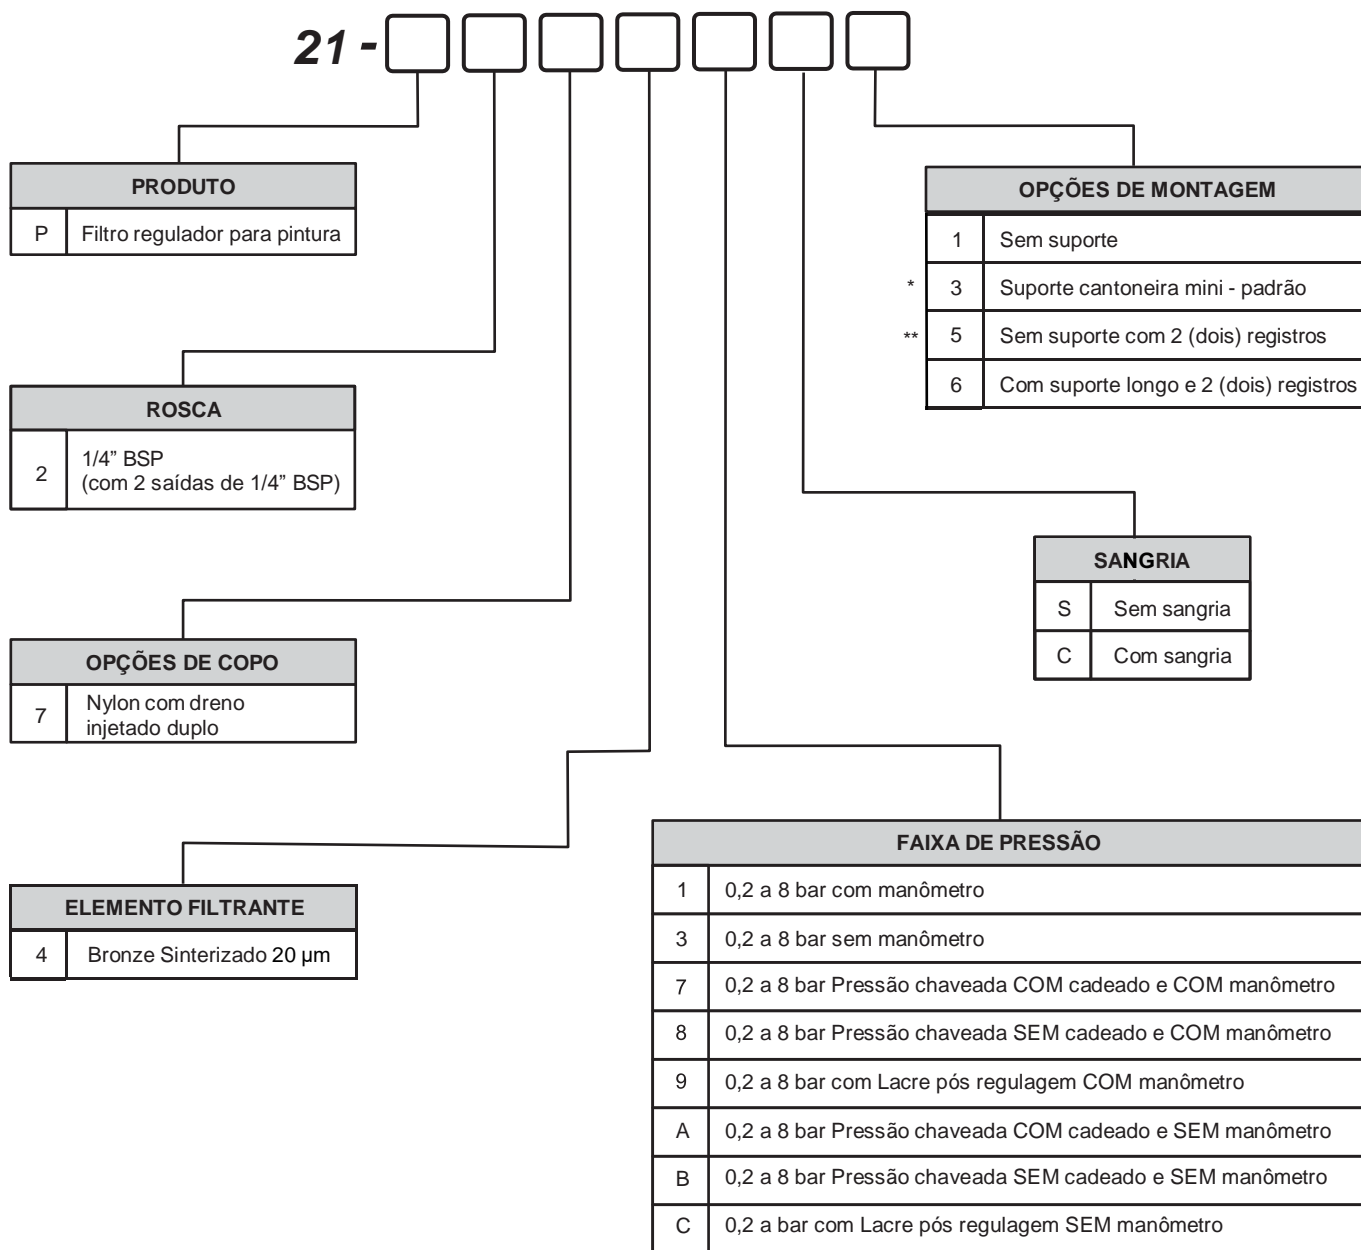 21 -
PRODUTO
P Filtro regulador para pintura
ROSCA
2 1/4” BSP
(com 2 saídas de 1/4” BSP)
OPÇÕES DE COPO
7 Nylon com dreno
injetado duplo
ELEMENTO FILTRANTE
4 Bronze Sinterizado 20 µm
OPÇÕES DE MONTAGEM
1 Sem suporte
* 3 Suporte cantoneira mini - padrão
** 5 Sem suporte com 2 (dois) registros
6 Com suporte longo e 2 (dois) registros
SANGRIA
S Sem sangria
C Com sangria
FAIXA DE PRESSÃO
1 0,2 a 8 bar com manômetro
3 0,2 a 8 bar sem manômetro
7 0,2 a 8 bar Pressão chaveada COM cadeado e COM manômetro
8 0,2 a 8 bar Pressão chaveada SEM cadeado e COM manômetro
9 0,2 a 8 bar com Lacre pós regulagem COM manômetro
A 0,2 a 8 bar Pressão chaveada COM cadeado e SEM manômetro
B 0,2 a 8 bar Pressão chaveada SEM cadeado e SEM manômetro
C 0,2 a bar com Lacre pós regulagem SEM manômetro